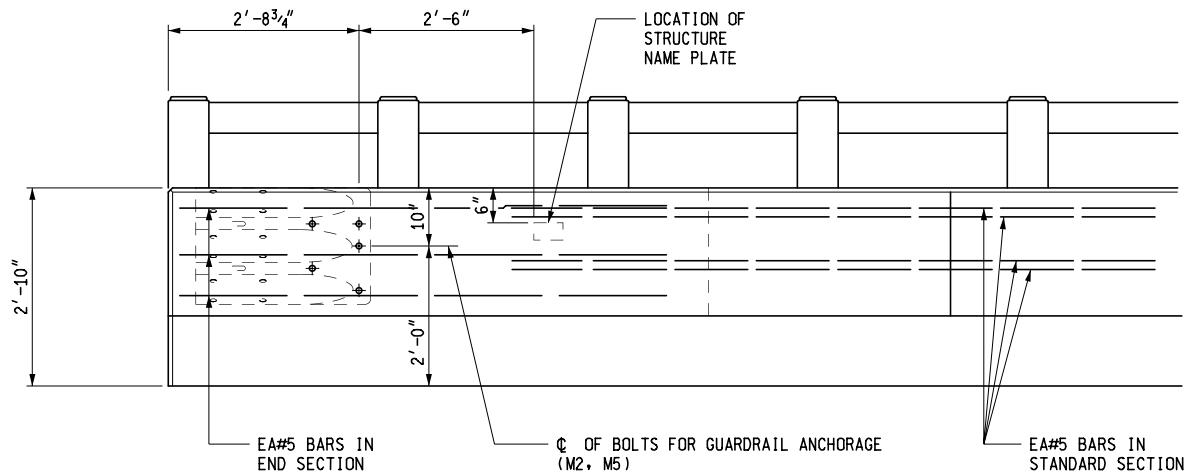 2'-8¾"
2'-6"
LOCATION OF
STRUCTURE
NAME PLATE
2'-10"
10"
6"
2'-0"
EA#5 BARS IN
END SECTION
℄ OF BOLTS FOR GUARDRAIL ANCHORAGE
(M2, M5)
EA#5 BARS IN
STANDARD SECTION